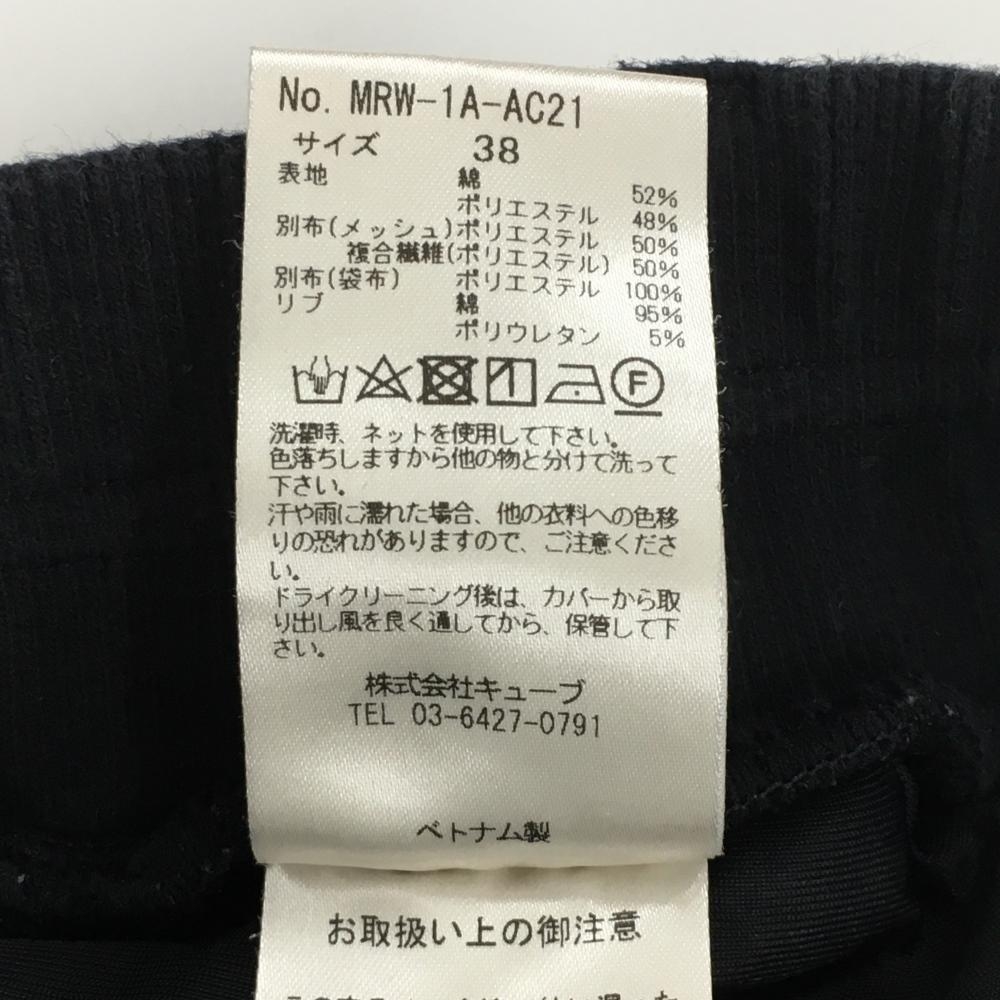 No. MRW-1A-AC21
サイズ 38
表地 綿 52%
ポリエステル 48%
別布(メッシュ)ポリエステル 50%
複合繊維(ポリエステル) 50%
別布(袋布) ポリエステル 100%
リブ 綿 95%
ポリウレタン 5%
1 F
洗濯時、ネットを使用して下さい。
色落ちしますから他の物と分けて洗って
下さい。
汗や雨に濡れた場合、他の衣料への色移
りの恐れがありますので、ご注意くださ
い。
ドライクリーニング後は、カバーから取
り出し風を良く通してから、保管して下
さい。
株式会社キューブ
TEL 03-6427-0791
ベトナム製
お取扱い上の御注意